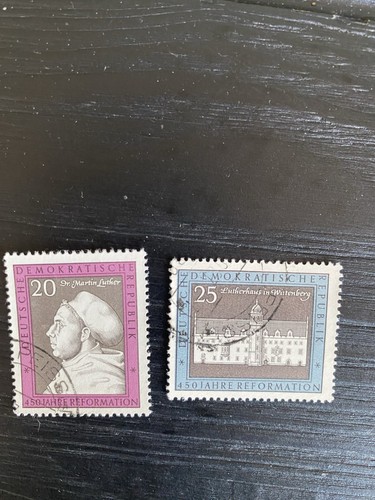 DEUTSCHE DEMOKRATISCHE REPUBLIK
20
Dr. Martin Luther
450 JAHRE REFORMATION
DEUTSCHE DEMOKRATISCHE REPUBLIK
25
Lutherhaus in Wittenberg
450 JAHRE REFORMATION